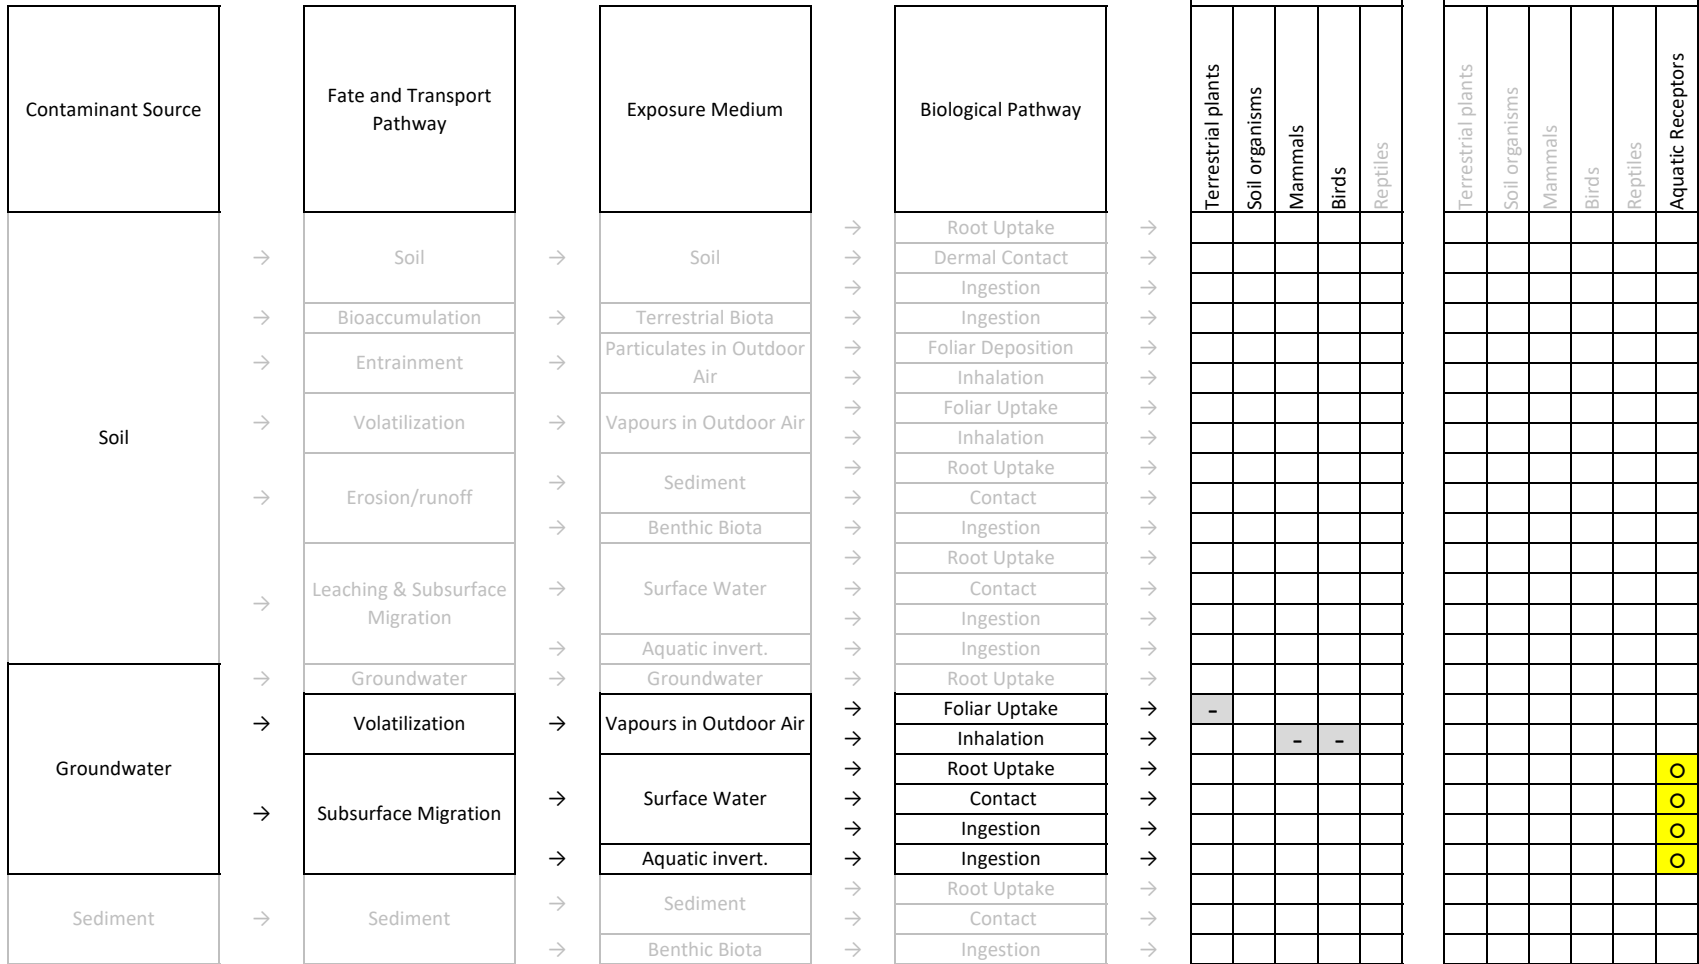 Contaminant Source
Fate and Transport
Pathway
Exposure Medium
Biological Pathway
Terrestrial plants
Soil organisms
Mammals
Birds
Reptiles
Terrestrial plants
Soil organisms
Mammals
Birds
Reptiles
Aquatic Receptors
Soil
→ Soil → Soil
→ Root Uptake →
→ Dermal Contact →
→ Ingestion →
→ Bioaccumulation → Terrestrial Biota → Ingestion →
→ Entrainment → Particulates in Outdoor
Air
→ Foliar Deposition →
→ Inhalation →
→ Volatilization → Vapours in Outdoor Air
→ Foliar Uptake →
→ Inhalation →
→ Erosion/runoff
→ Sediment
→ Root Uptake →
→ Contact →
→ Benthic Biota → Ingestion →
→ Leaching & Subsurface
Migration
→ Surface Water
→ Root Uptake →
→ Contact →
→ Ingestion →
→ Aquatic invert. → Ingestion →
Groundwater
→ Groundwater → Groundwater → Root Uptake →
→ Volatilization → Vapours in Outdoor Air
→ Foliar Uptake → -
→ Inhalation → - -
→ Subsurface Migration
→ Surface Water
→ Root Uptake → O
→ Contact → O
→ Ingestion → O
→ Aquatic invert. → Ingestion → O
Sediment
→ Sediment
→ Sediment
→ Root Uptake →
→ Contact →
→ Benthic Biota → Ingestion →